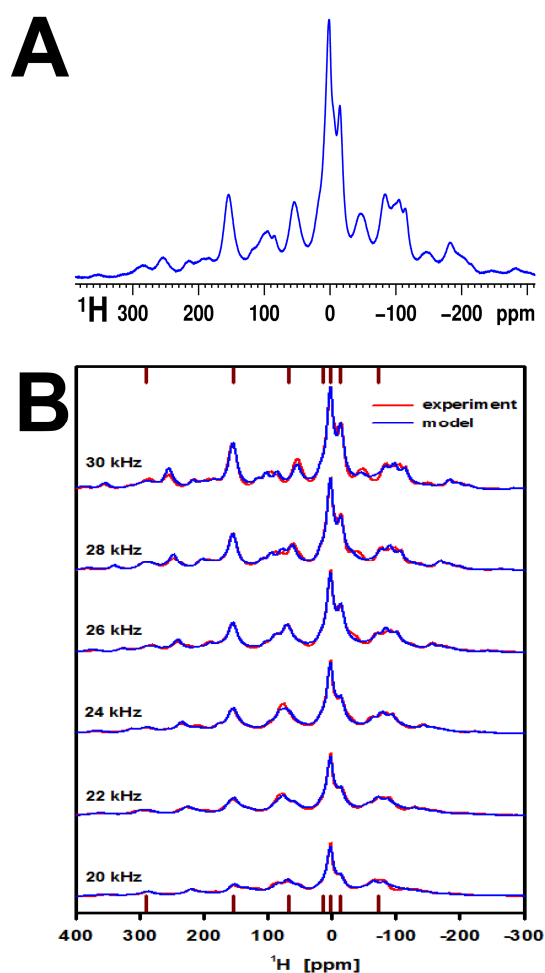 A
¹H 300 200 100 0 −100 −200 ppm
B
experiment
model
30 kHz
28 kHz
26 kHz
24 kHz
22 kHz
20 kHz
400 300 200 100 0 -100 -200 -300
¹H [ppm]